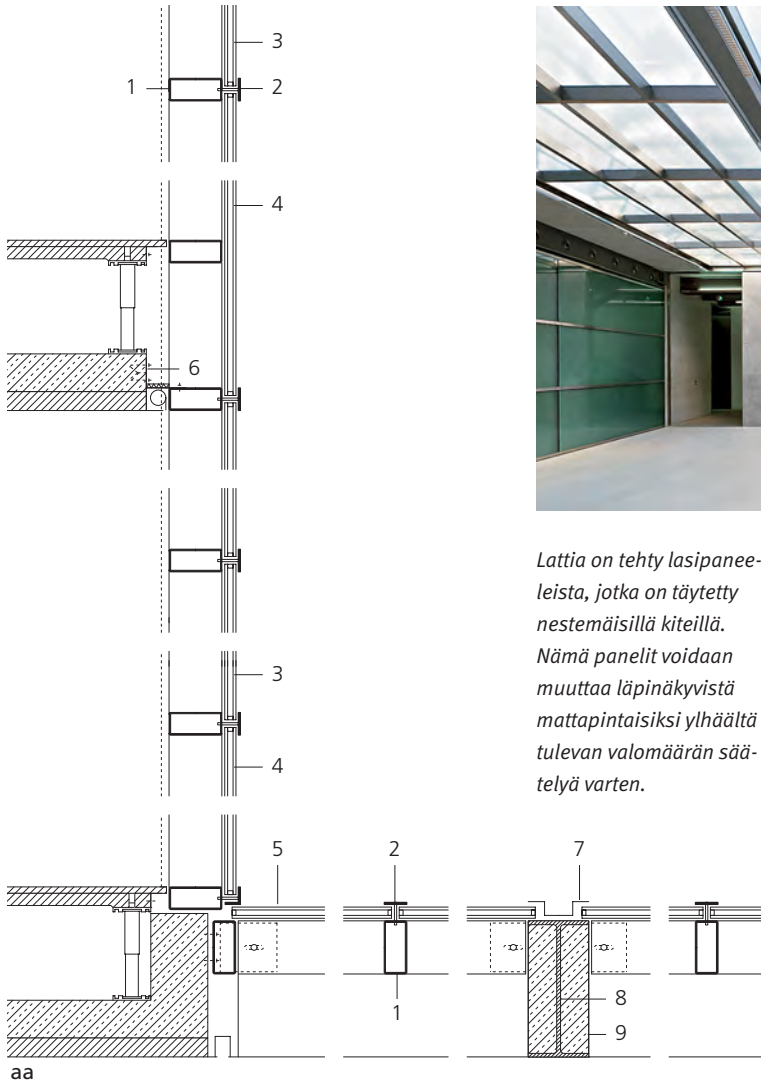 3
1
2
4
6
3
4
Lattia on tehty lasipanee-
leista, jotka on täytetty
nestemäisillä kiteillä.
Nämä panelit voidaan
muuttaa läpinäkyvistä
mattapintaisiksi ylhäältä
tulevan valomäärän sää-
telyä varten.
5
2
7
1
8
9
aa